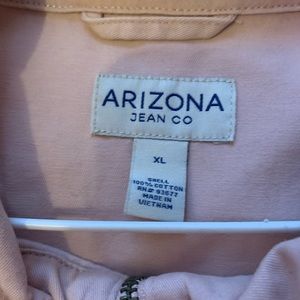 ARIZONA
JEAN CO
XL
SHELL
100% COTTON
RN# 93677
MADE IN
VIETNAM